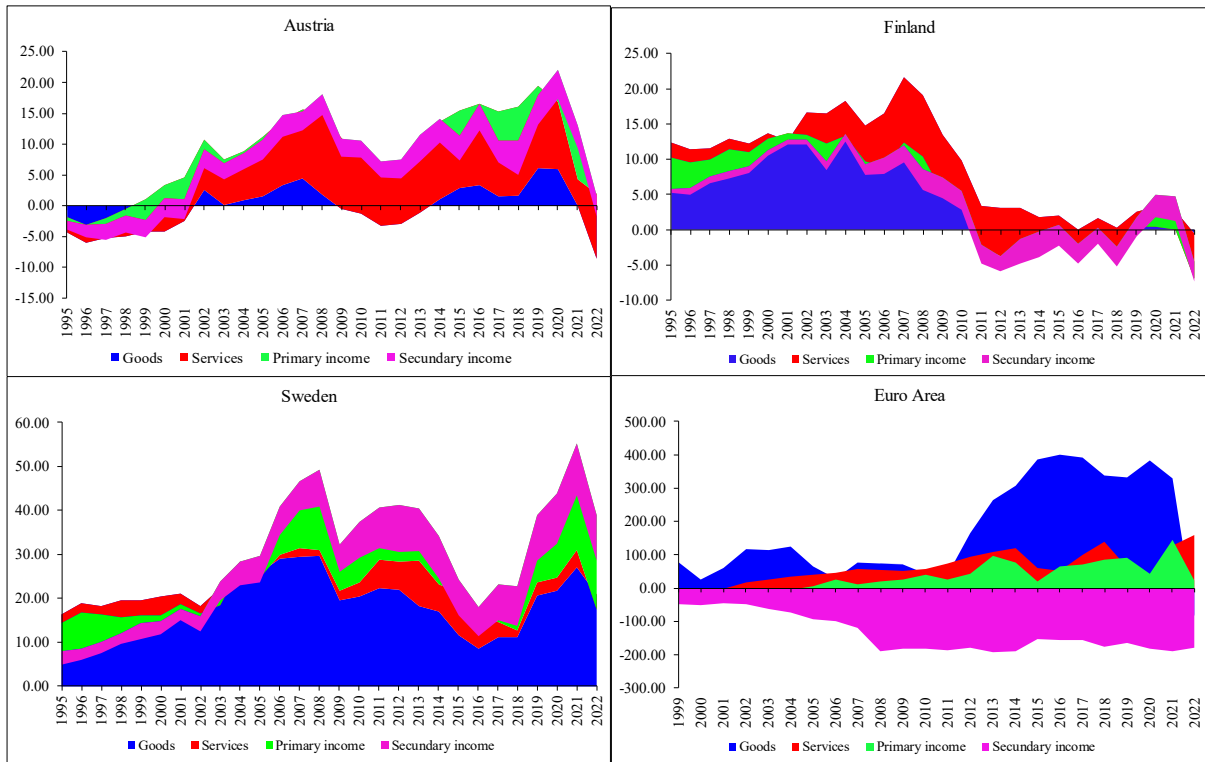 Austria
25.00
20.00
15.00
10.00
5.00
0.00
-5.00
-10.00
-15.00
1995 1996 1997 1998 1999 2000 2001 2002 2003 2004 2005 2006 2007 2008 2009 2010 2011 2012 2013 2014 2015 2016 2017 2018 2019 2020 2021 2022
Goods Services Primary income Secundary income
Finland
25.00
20.00
15.00
10.00
5.00
0.00
-5.00
-10.00
1995 1996 1997 1998 1999 2000 2001 2002 2003 2004 2005 2006 2007 2008 2009 2010 2011 2012 2013 2014 2015 2016 2017 2018 2019 2020 2021 2022
Goods Services Primary income Secundary income
Sweden
60.00
50.00
40.00
30.00
20.00
10.00
0.00
1995 1996 1997 1998 1999 2000 2001 2002 2003 2004 2005 2006 2007 2008 2009 2010 2011 2012 2013 2014 2015 2016 2017 2018 2019 2020 2021 2022
Goods Services Primary income Secundary income
Euro Area
500.00
400.00
300.00
200.00
100.00
0.00
-100.00
-200.00
-300.00
1999 2000 2001 2002 2003 2004 2005 2006 2007 2008 2009 2010 2011 2012 2013 2014 2015 2016 2017 2018 2019 2020 2021 2022
Goods Services Primary income Secundary income